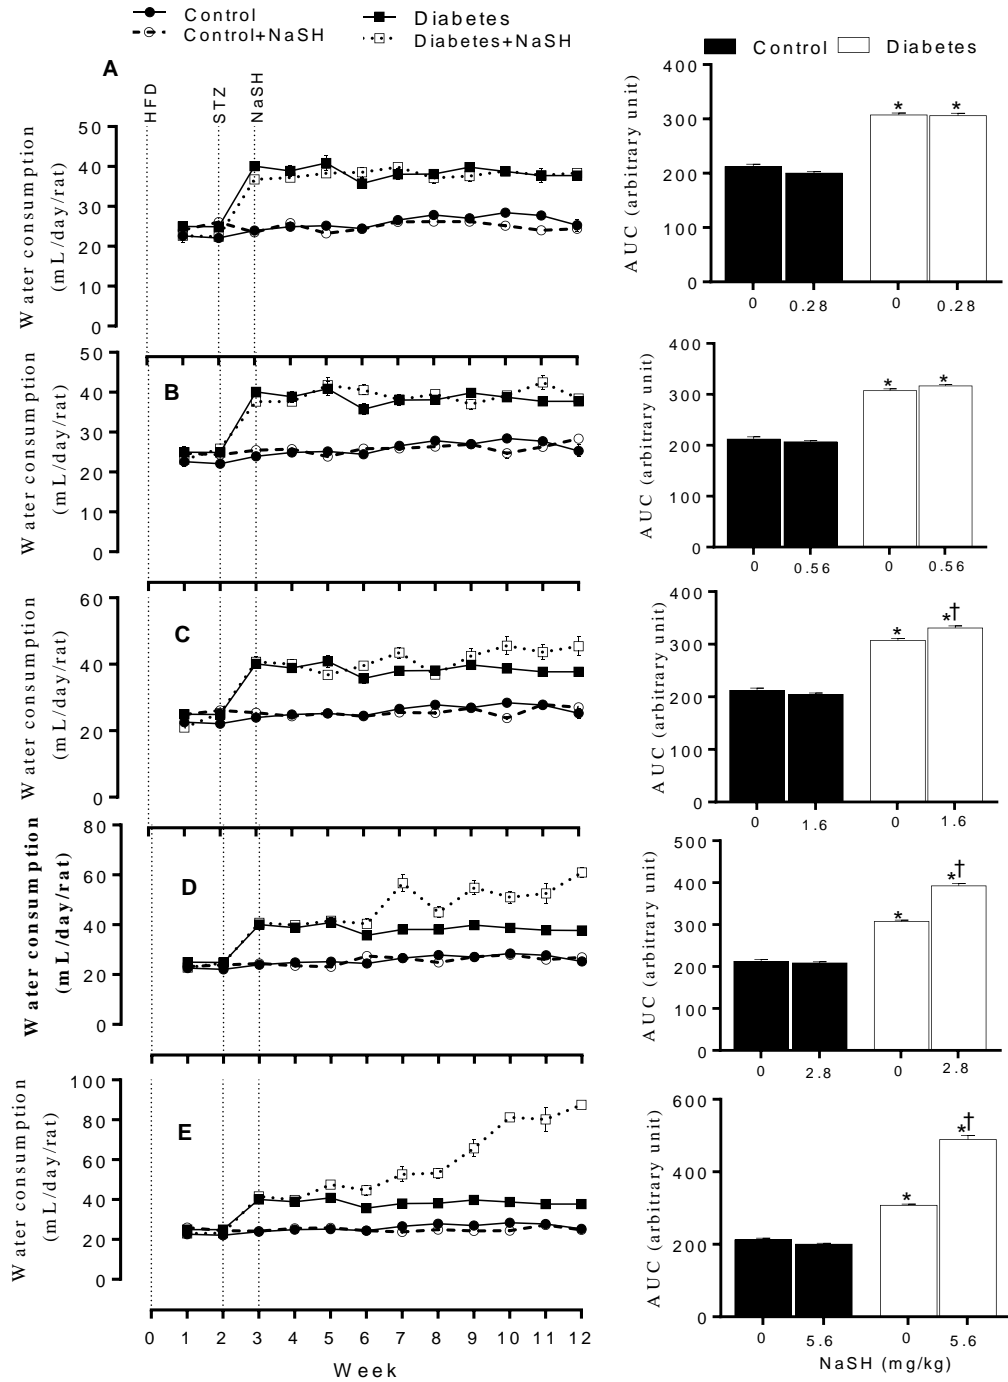 Control
Control+NaSH
Diabetes
Diabetes+NaSH
Control
Diabetes
A
HFD
STZ
NaSH
Water consumption
(mL/day/rat)
50
40
30
20
10
0
AUC (arbitrary unit)
400
300
200
100
0
* *
0 0.28 0 0.28
B
Water consumption
(mL/day/rat)
50
40
30
20
10
0
AUC (arbitrary unit)
400
300
200
100
0
* *
0 0.56 0 0.56
C
Water consumption
(mL/day/rat)
60
40
20
0
AUC (arbitrary unit)
400
300
200
100
0
* *†
0 1.6 0 1.6
D
Water consumption
(mL/day/rat)
80
60
40
20
0
AUC (arbitrary unit)
500
400
300
200
100
0
* *†
0 2.8 0 2.8
E
Water consumption
(mL/day/rat)
100
80
60
40
20
0
0 1 2 3 4 5 6 7 8 9 10 11 12
Week
AUC (arbitrary unit)
600
400
200
0
* *†
0 5.6 0 5.6
NaSH (mg/kg)